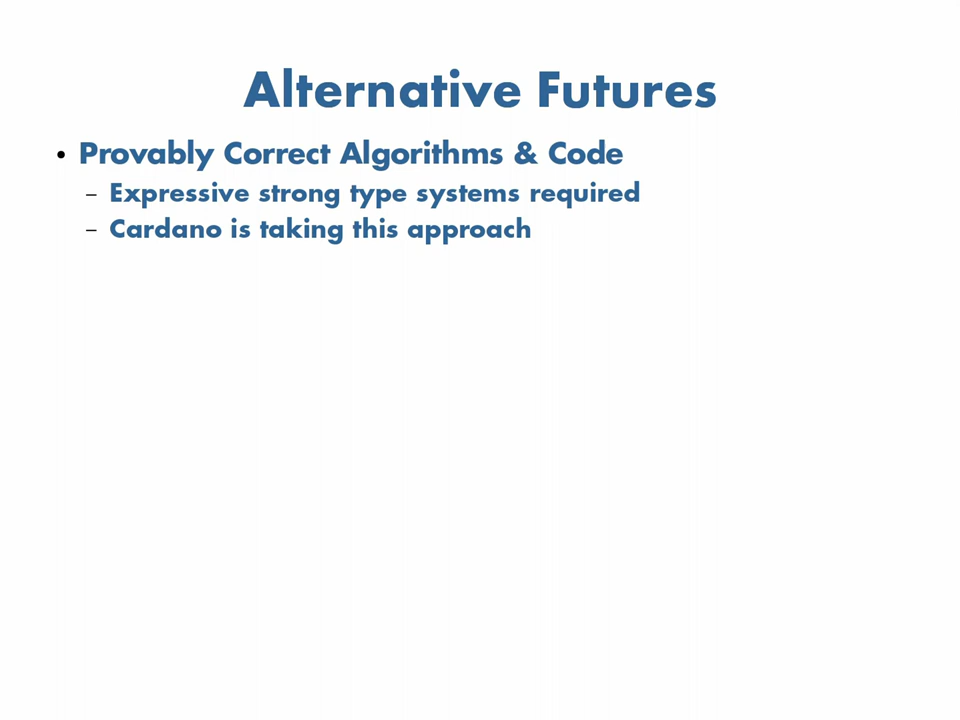 Alternative Futures
• Provably Correct Algorithms & Code
– Expressive strong type systems required
– Cardano is taking this approach